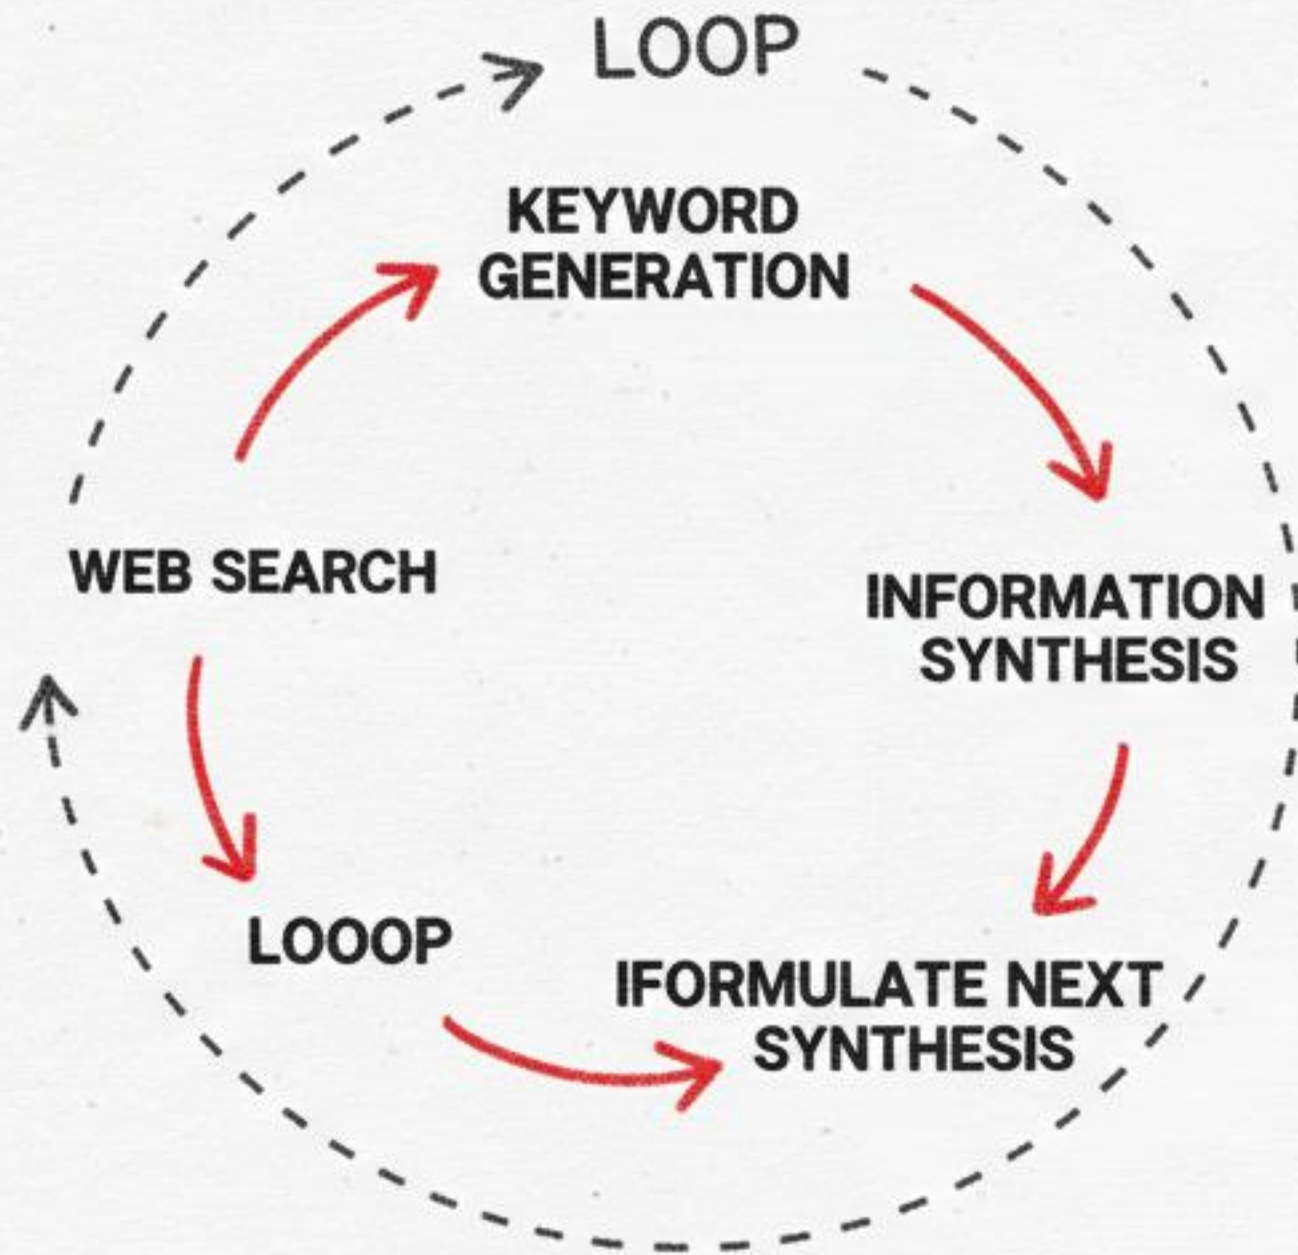 LOOP
KEYWORD
GENERATION
WEB SEARCH
INFORMATION
SYNTHESIS
LOOOP
IFORMULATE NEXT
SYNTHESIS